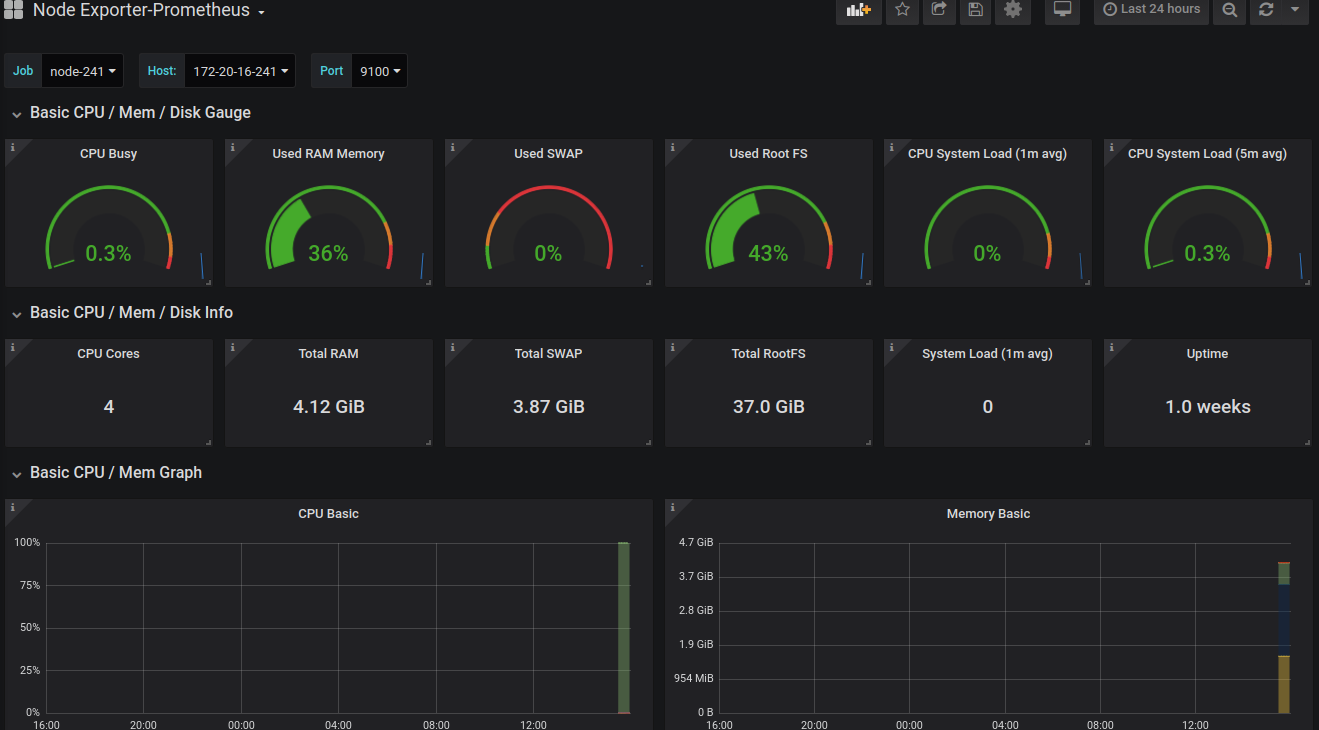 Node Exporter-Prometheus
Last 24 hours
Job node-241 Host: 172-20-16-241 Port 9100
Basic CPU / Mem / Disk Gauge
CPU Busy
0.3%
Used RAM Memory
36%
Used SWAP
0%
Used Root FS
43%
CPU System Load (1m avg)
0%
CPU System Load (5m avg)
0.3%
Basic CPU / Mem / Disk Info
CPU Cores
4
Total RAM
4.12 GiB
Total SWAP
3.87 GiB
Total RootFS
37.0 GiB
System Load (1m avg)
0
Uptime
1.0 weeks
Basic CPU / Mem Graph
CPU Basic
100%
75%
50%
25%
0%
16:00 20:00 00:00 04:00 08:00 12:00
Memory Basic
4.7 GiB
3.7 GiB
2.8 GiB
1.9 GiB
954 MiB
0 B
16:00 20:00 00:00 04:00 08:00 12:00